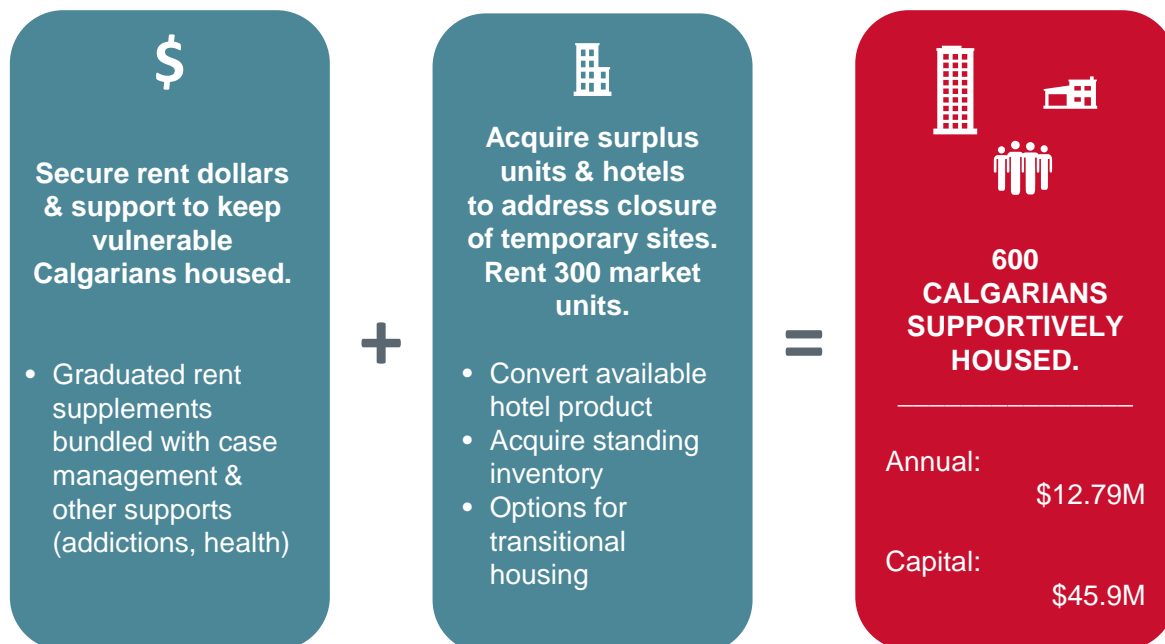 $
Secure rent dollars
& support to keep
vulnerable
Calgarians housed.
• Graduated rent
supplements
bundled with case
management &
other supports
(addictions, health)
+
Acquire surplus
units & hotels
to address closure
of temporary sites.
Rent 300 market
units.
• Convert available
hotel product
• Acquire standing
inventory
• Options for
transitional
housing
=
600
CALGARIANS
SUPPORTIVELY
HOUSED.
Annual:
$12.79M
Capital:
$45.9M